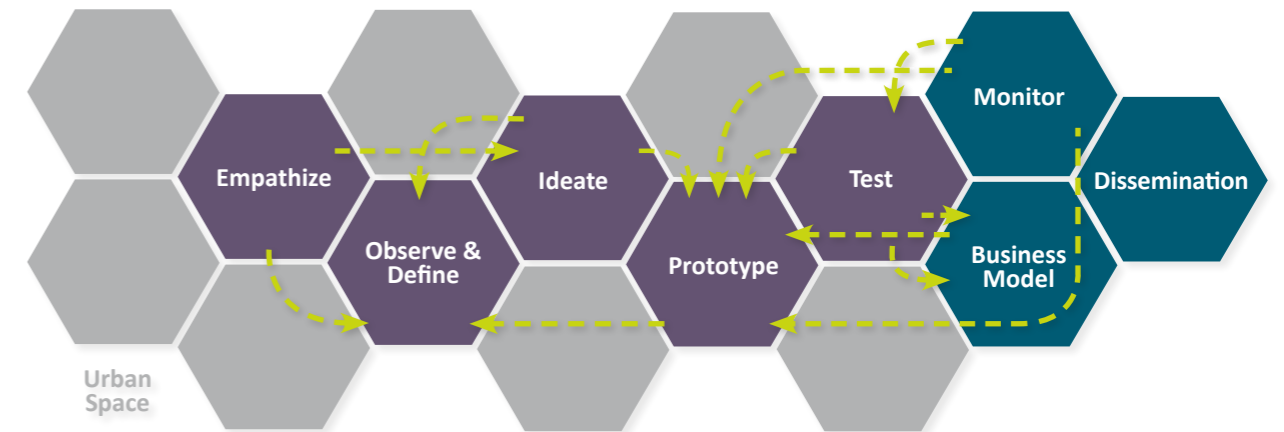 Empathize
Observe &
Define
Ideate
Prototype
Test
Monitor
Business
Model
Dissemination
Urban
Space